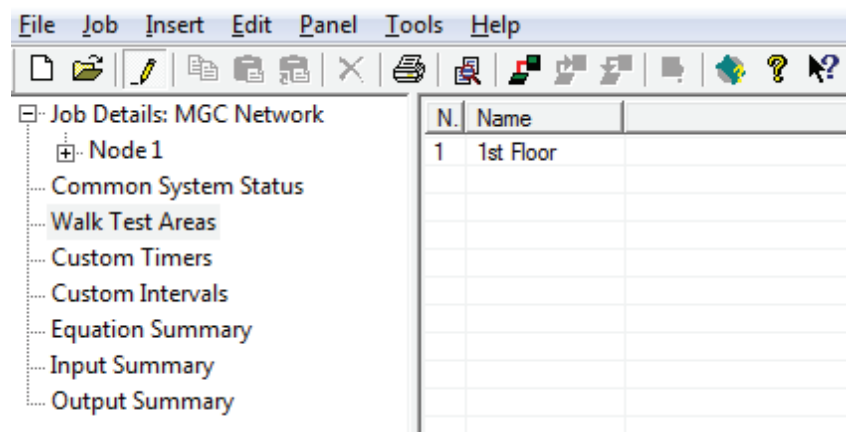 File Job Insert Edit Panel Tools Help
Job Details: MGC Network
Node 1
Common System Status
Walk Test Areas
Custom Timers
Custom Intervals
Equation Summary
Input Summary
Output Summary
N. Name
1 1st Floor